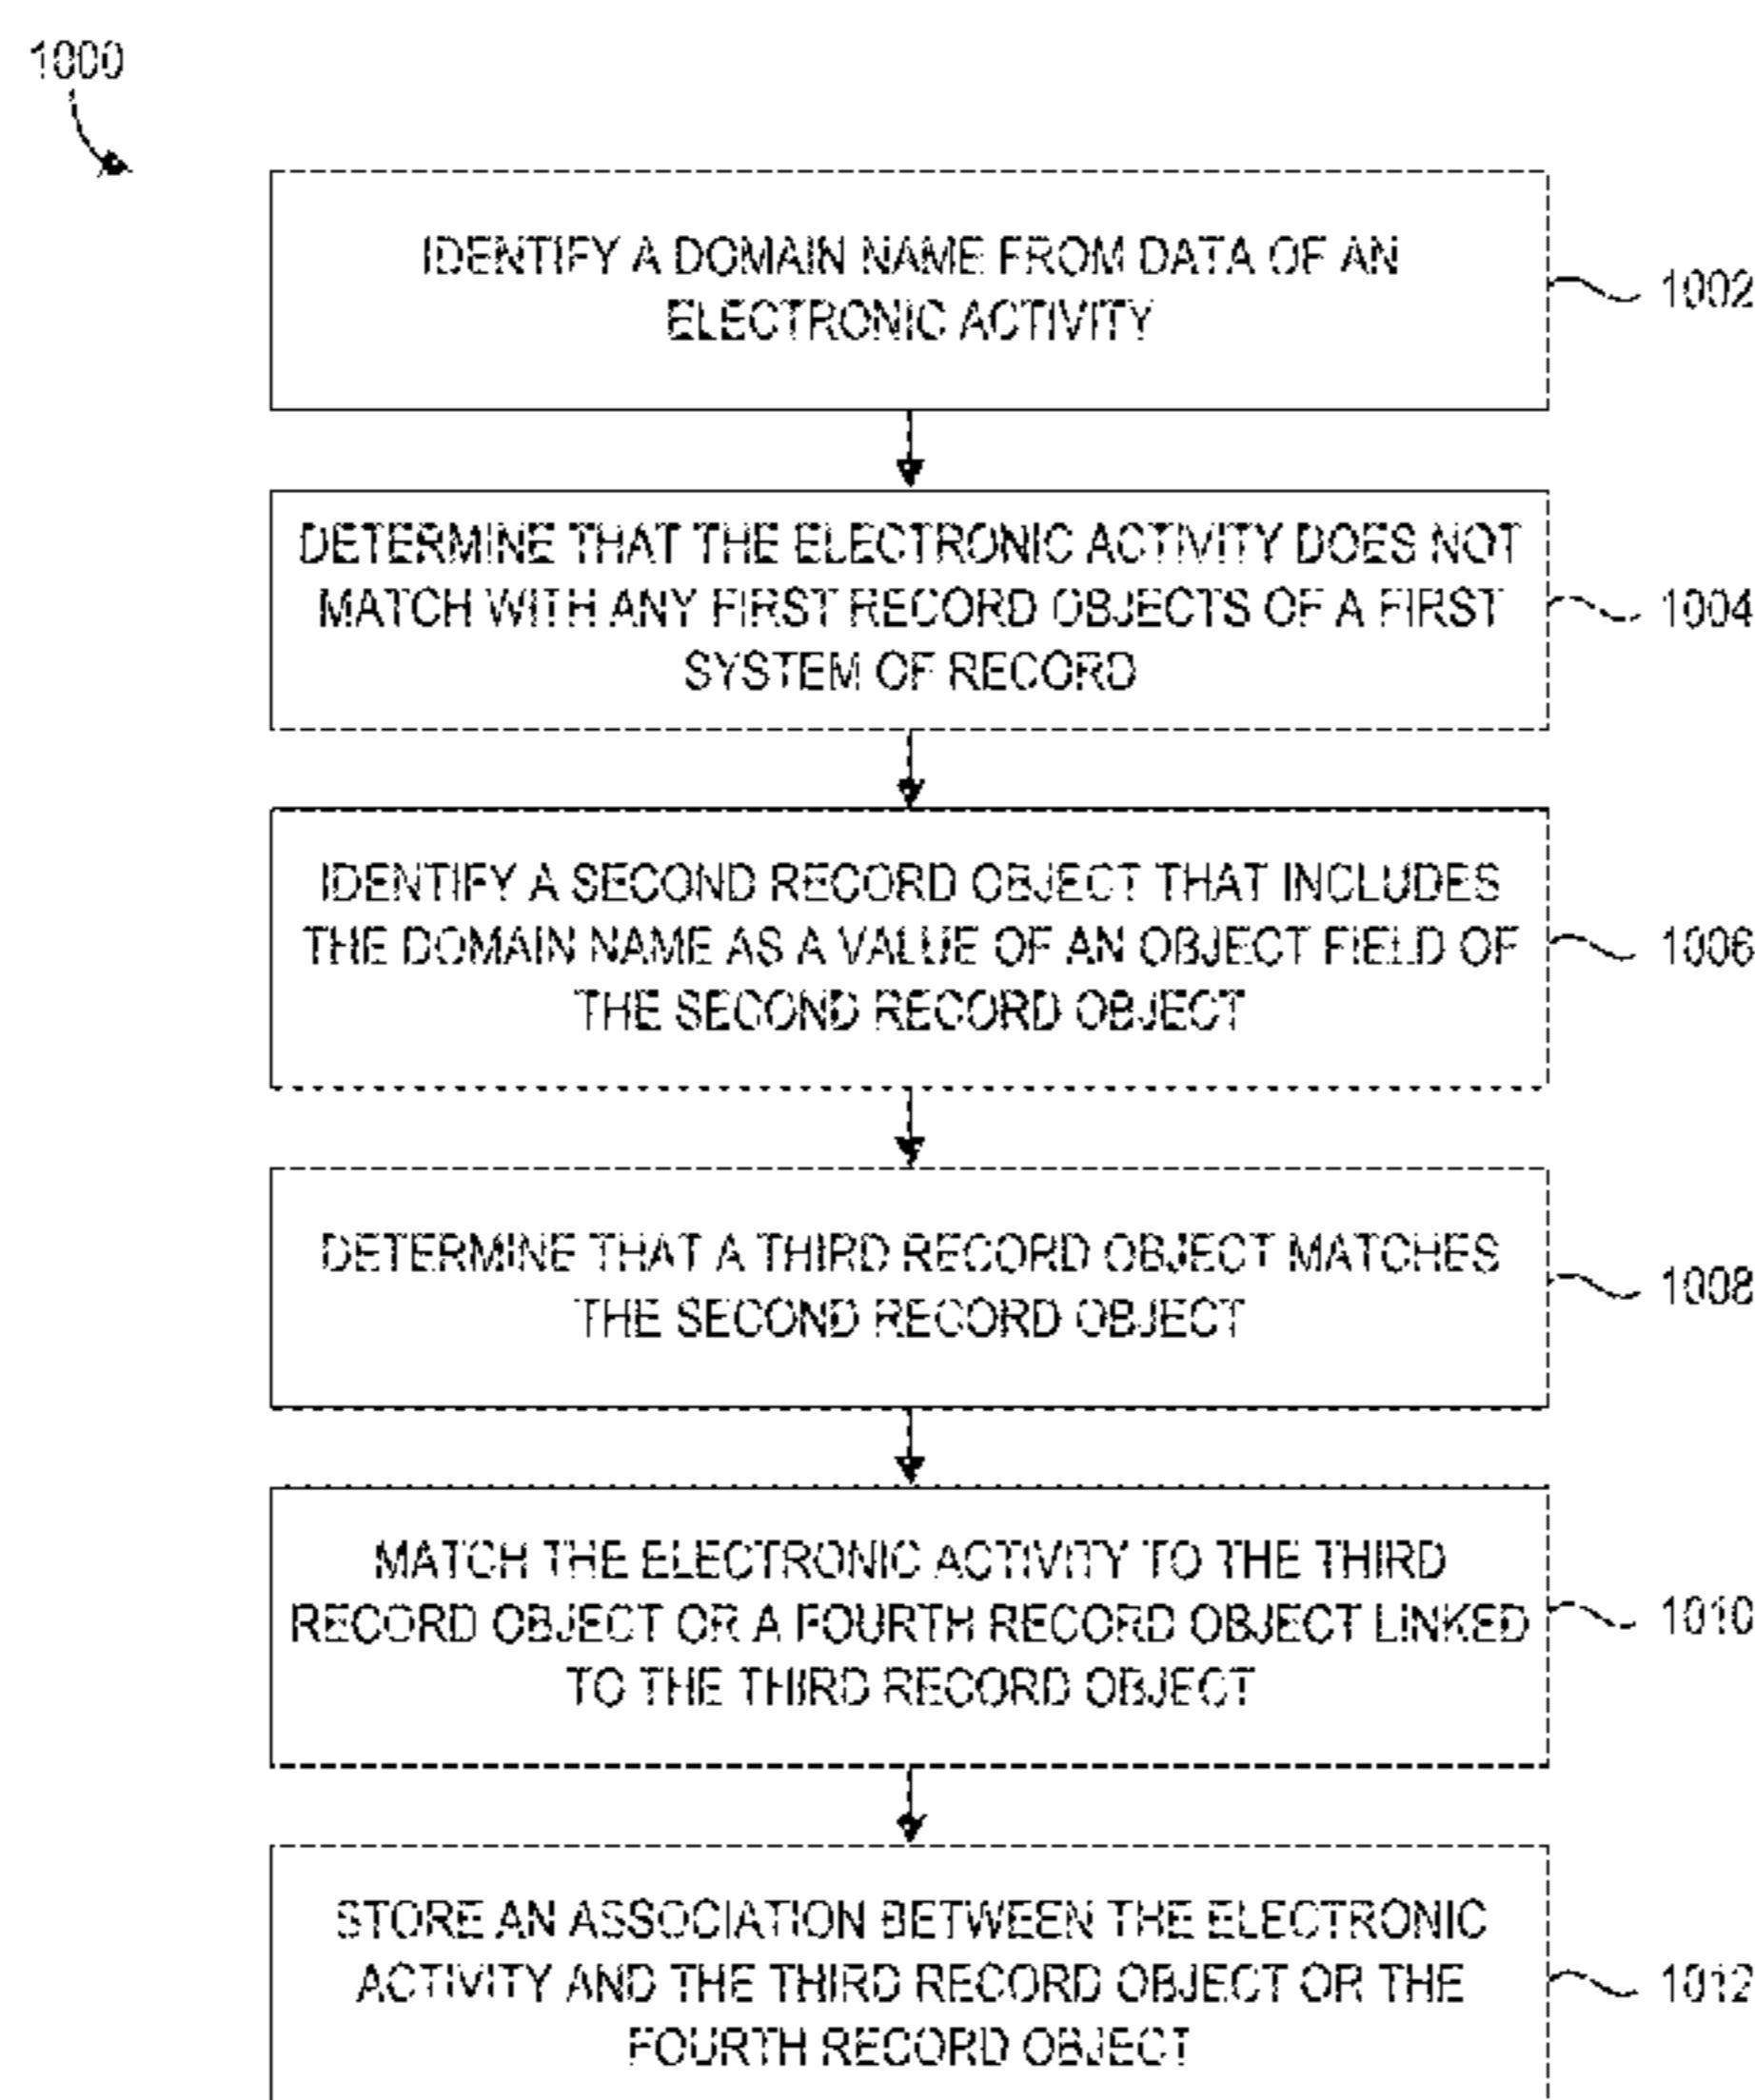 1000
IDENTIFY A DOMAIN NAME FROM DATA OF AN
ELECTRONIC ACTIVITY
1002
DETERMINE THAT THE ELECTRONIC ACTIVITY DOES NOT
MATCH WITH ANY FIRST RECORD OBJECTS OF A FIRST
SYSTEM OF RECORD
1004
IDENTIFY A SECOND RECORD OBJECT THAT INCLUDES
THE DOMAIN NAME AS A VALUE OF AN OBJECT FIELD OF
THE SECOND RECORD OBJECT
1006
DETERMINE THAT A THIRD RECORD OBJECT MATCHES
THE SECOND RECORD OBJECT
1008
MATCH THE ELECTRONIC ACTIVITY TO THE THIRD
RECORD OBJECT OR A FOURTH RECORD OBJECT LINKED
TO THE THIRD RECORD OBJECT
1010
STORE AN ASSOCIATION BETWEEN THE ELECTRONIC
ACTIVITY AND THE THIRD RECORD OBJECT OR THE
FOURTH RECORD OBJECT
1012